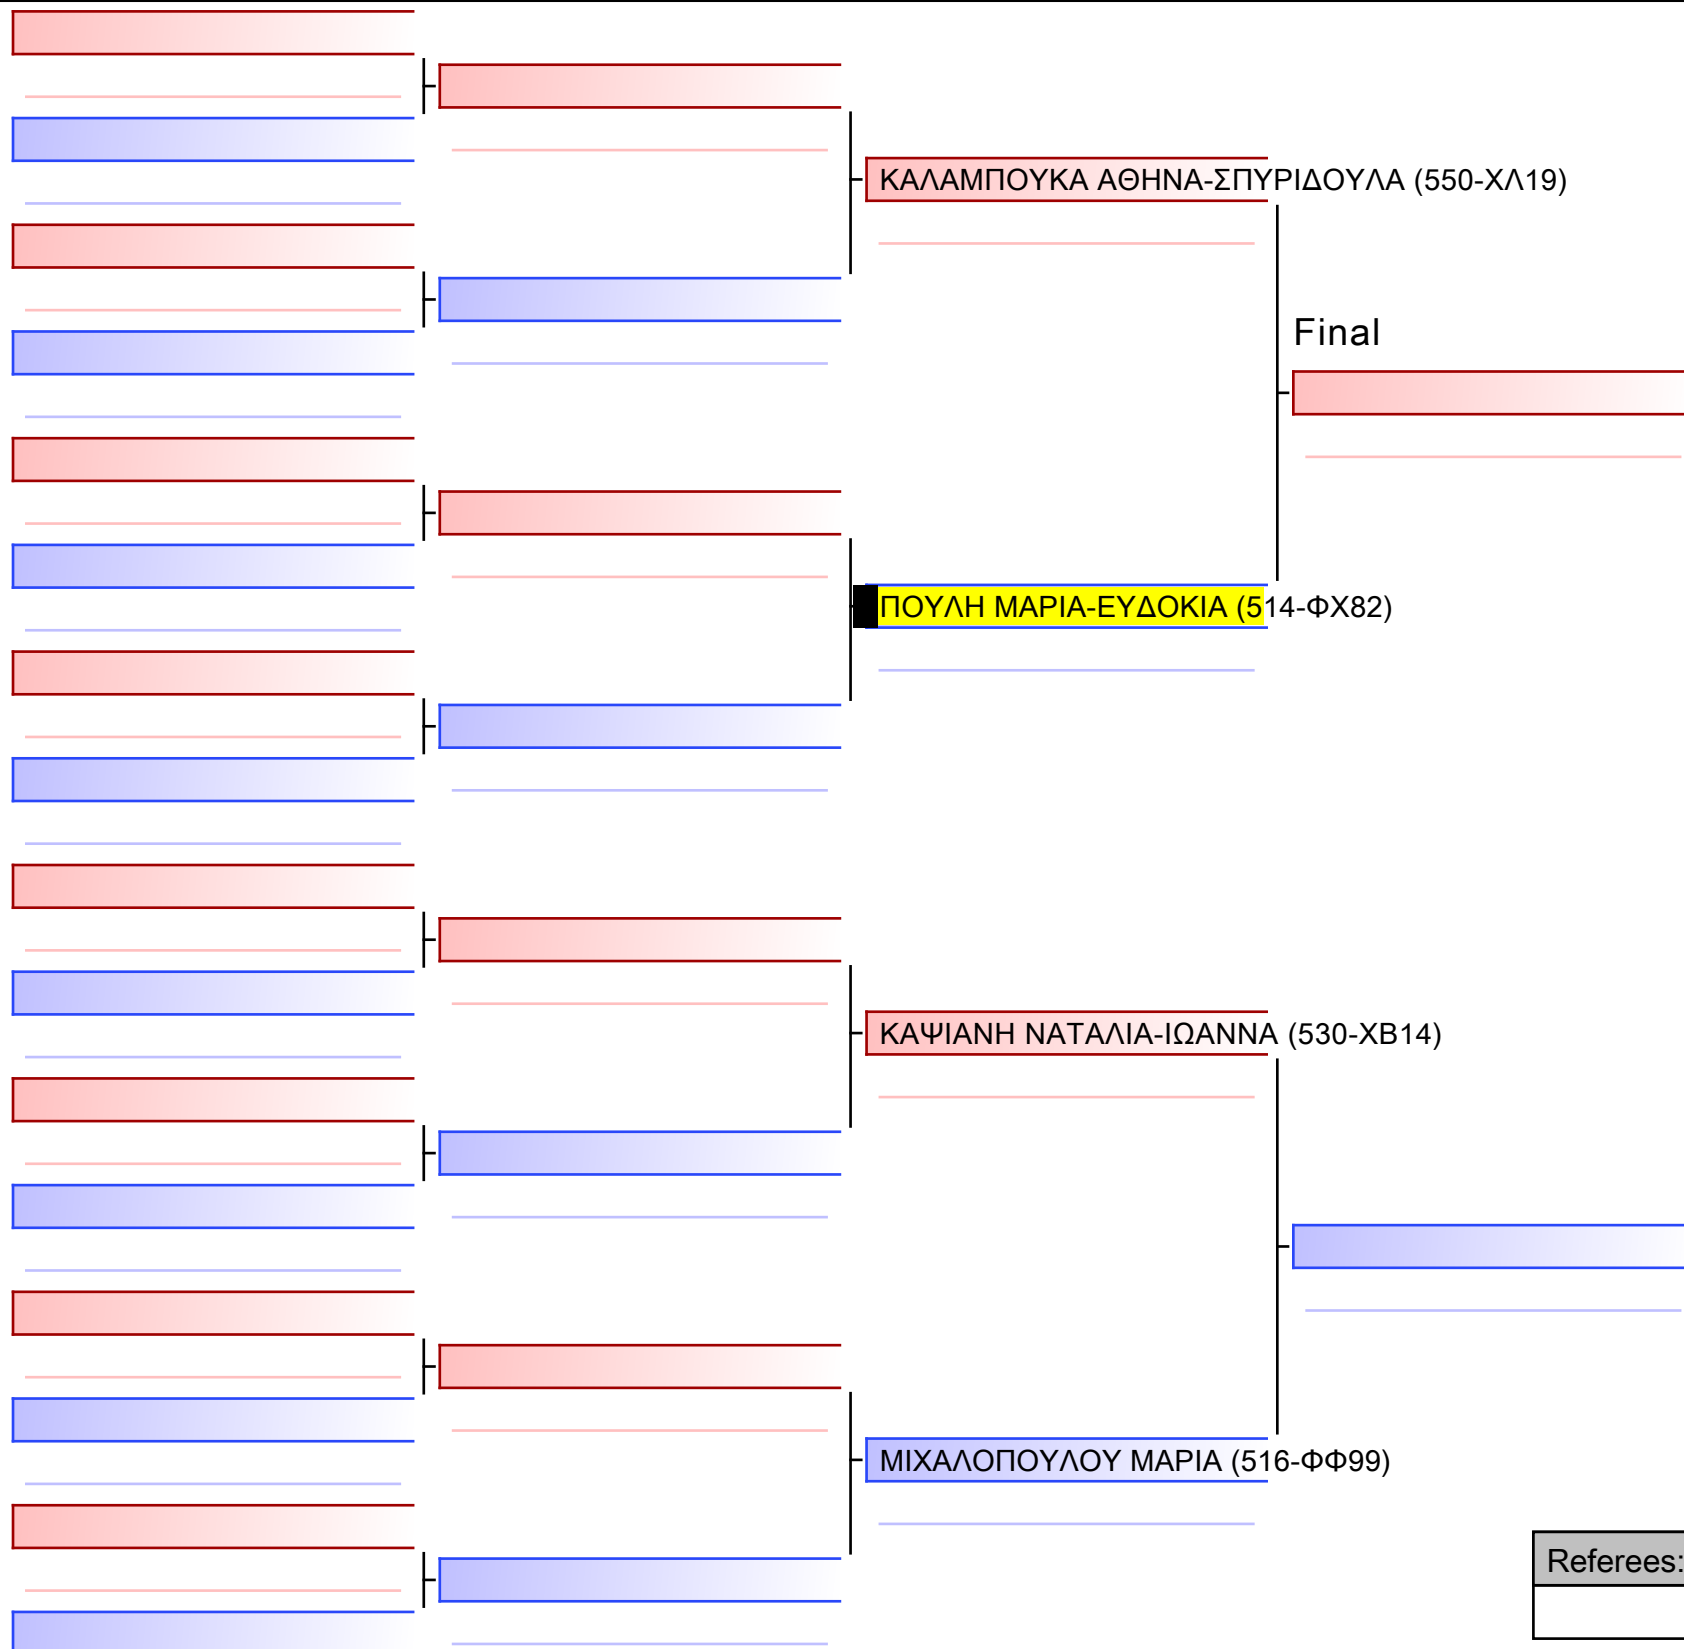 ΚΑΛΑΜΠΟΥΚΑ ΑΘΗΝΑ-ΣΠΥΡΙΔΟΥΛΑ (550-ΧΛ19)
Final
ΠΟΥΛΗ ΜΑΡΙΑ-ΕΥΔΟΚΙΑ (514-ΦΧ82)
ΚΑΨΙΑΝΗ ΝΑΤΑΛΙΑ-ΙΩΑΝΝΑ (530-ΧΒ14)
ΜΙΧΑΛΟΠΟΥΛΟΥ ΜΑΡΙΑ (516-ΦΦ99)
Referees: